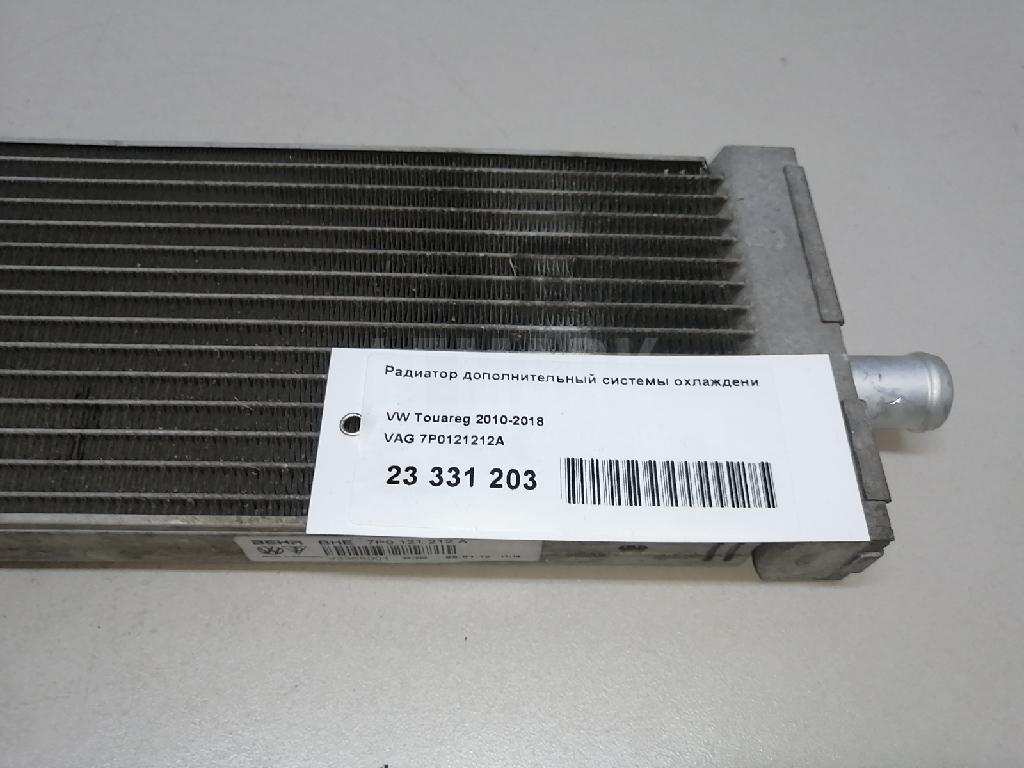 Радиатор дополнительный системы охлаждени
VW Touareg 2010-2018
VAG 7P0121212A
23 331 203
BEHR BHE 7P0 121 212 A